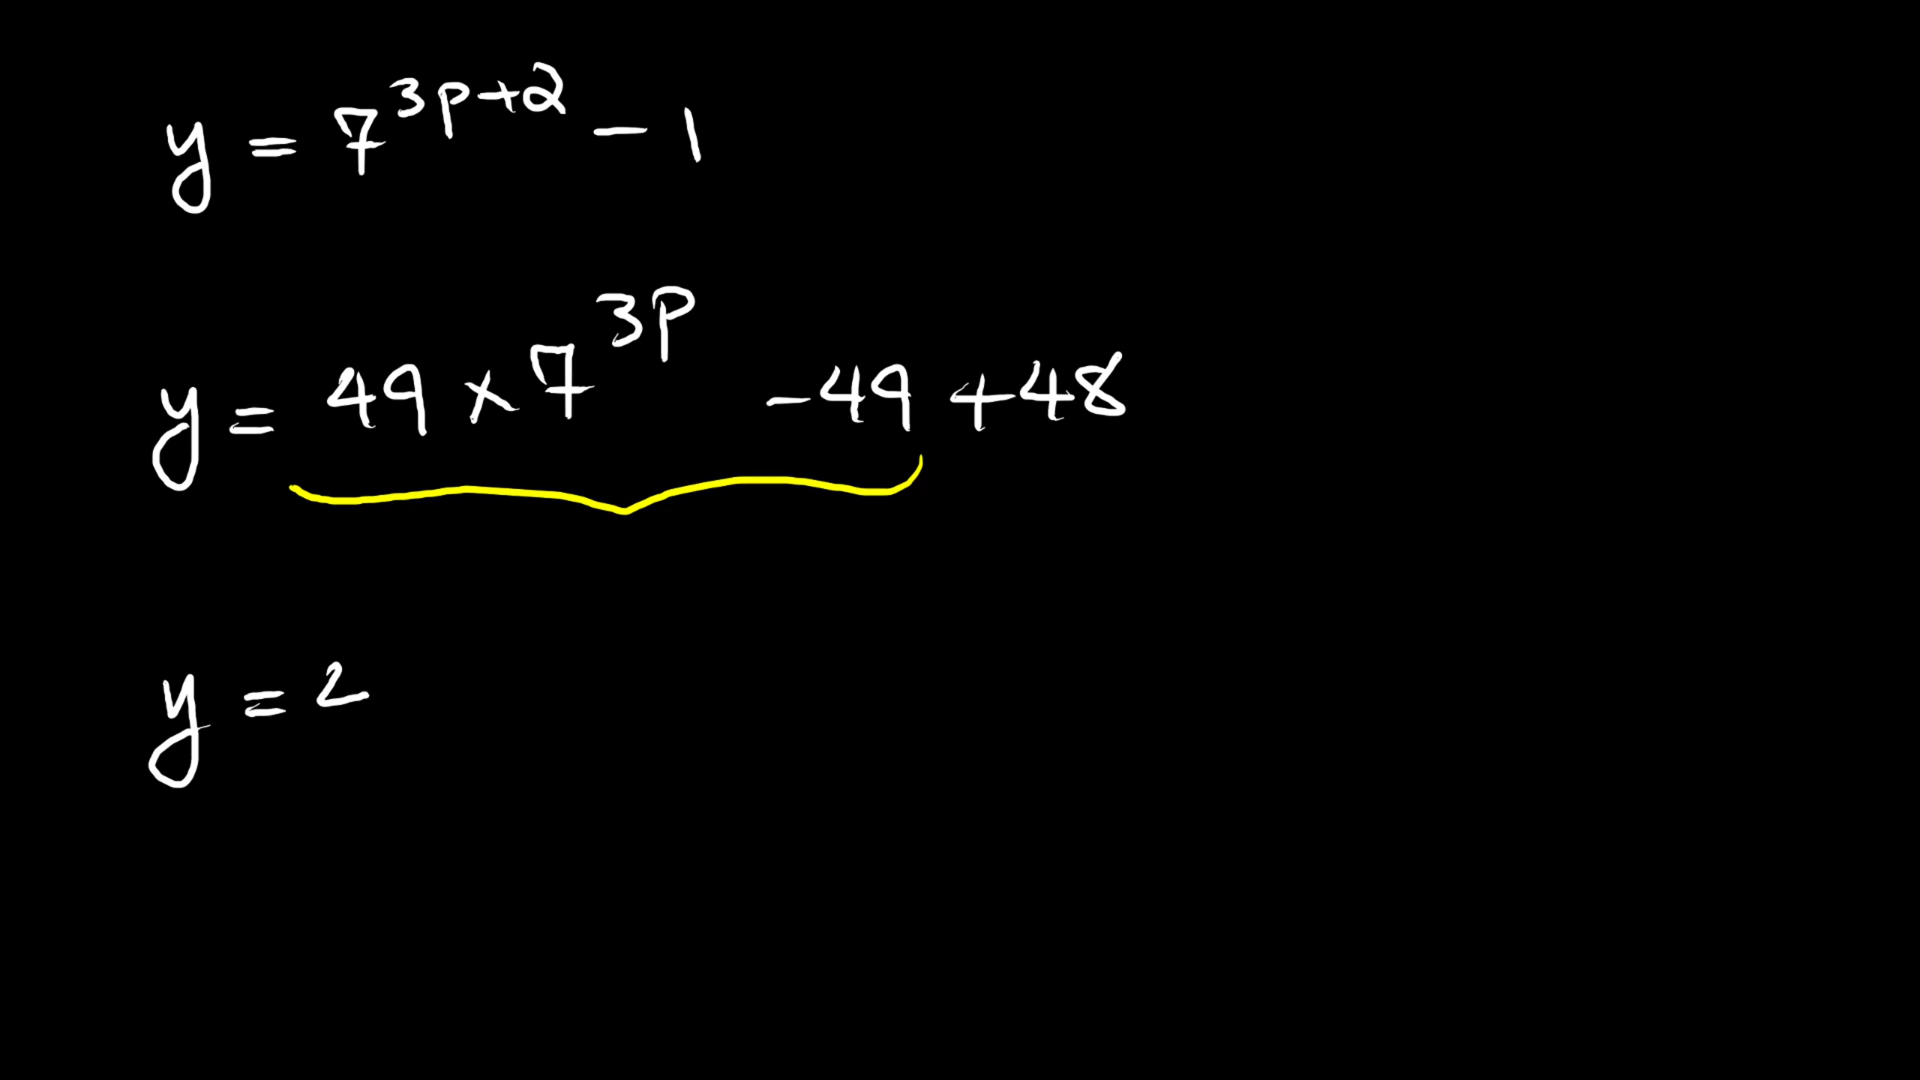 y = 7^{3p+2} - 1
y = 49 × 7^{3p} - 49 + 48
y = 2